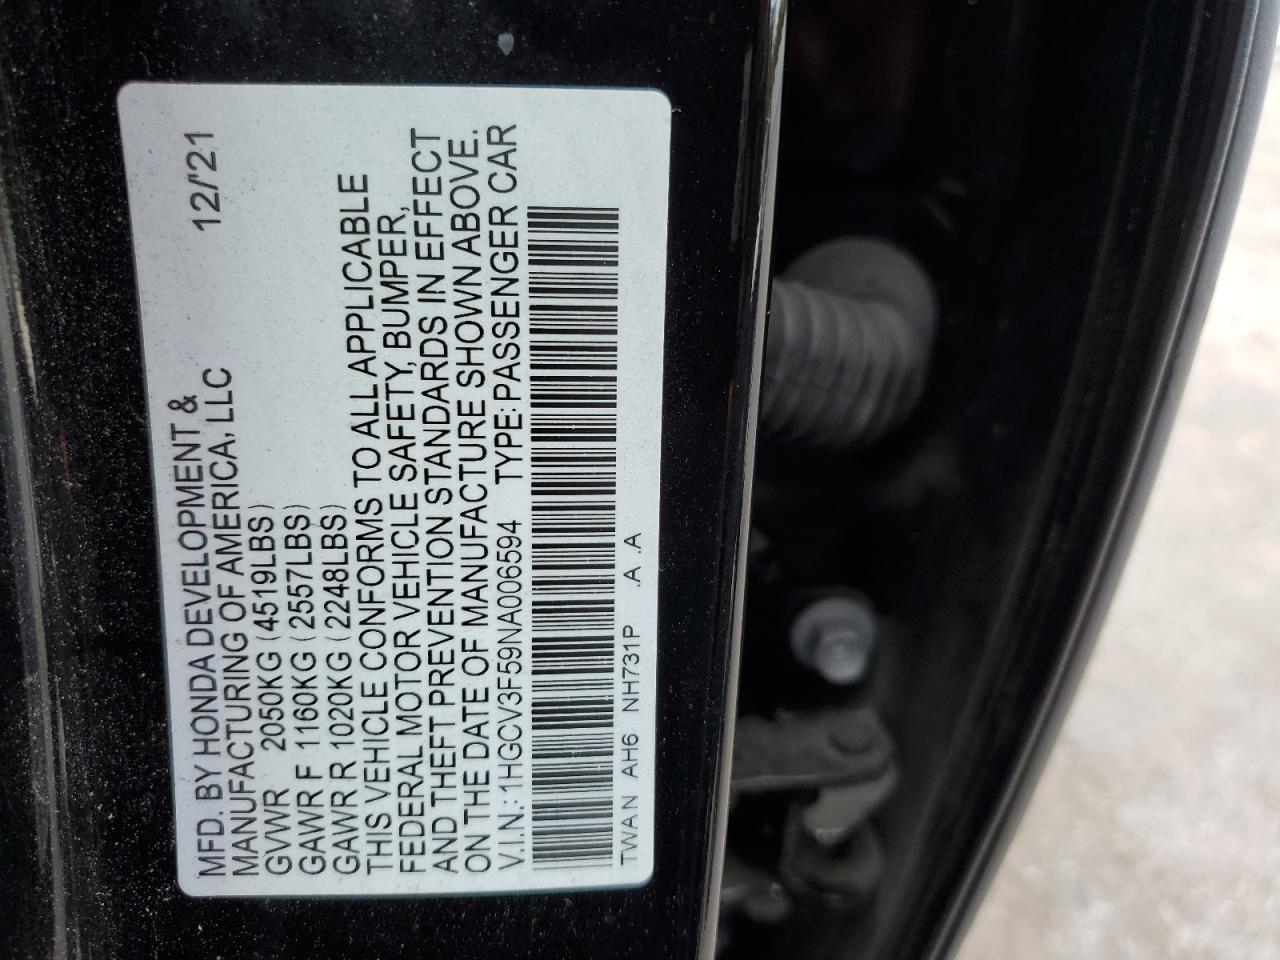 MFD. BY HONDA DEVELOPMENT &
MANUFACTURING OF AMERICA, LLC 12/'21
GVWR 2050KG (4519LBS)
GAWR F 1160KG (2557LBS)
GAWR R 1020KG (2248LBS)
THIS VEHICLE CONFORMS TO ALL APPLICABLE
FEDERAL MOTOR VEHICLE SAFETY, BUMPER,
AND THEFT PREVENTION STANDARDS IN EFFECT
ON THE DATE OF MANUFACTURE SHOWN ABOVE.
V.I.N.: 1HGCV3F59NA006594 TYPE: PASSENGER CAR
TWAN AH6 NH731P .A .A